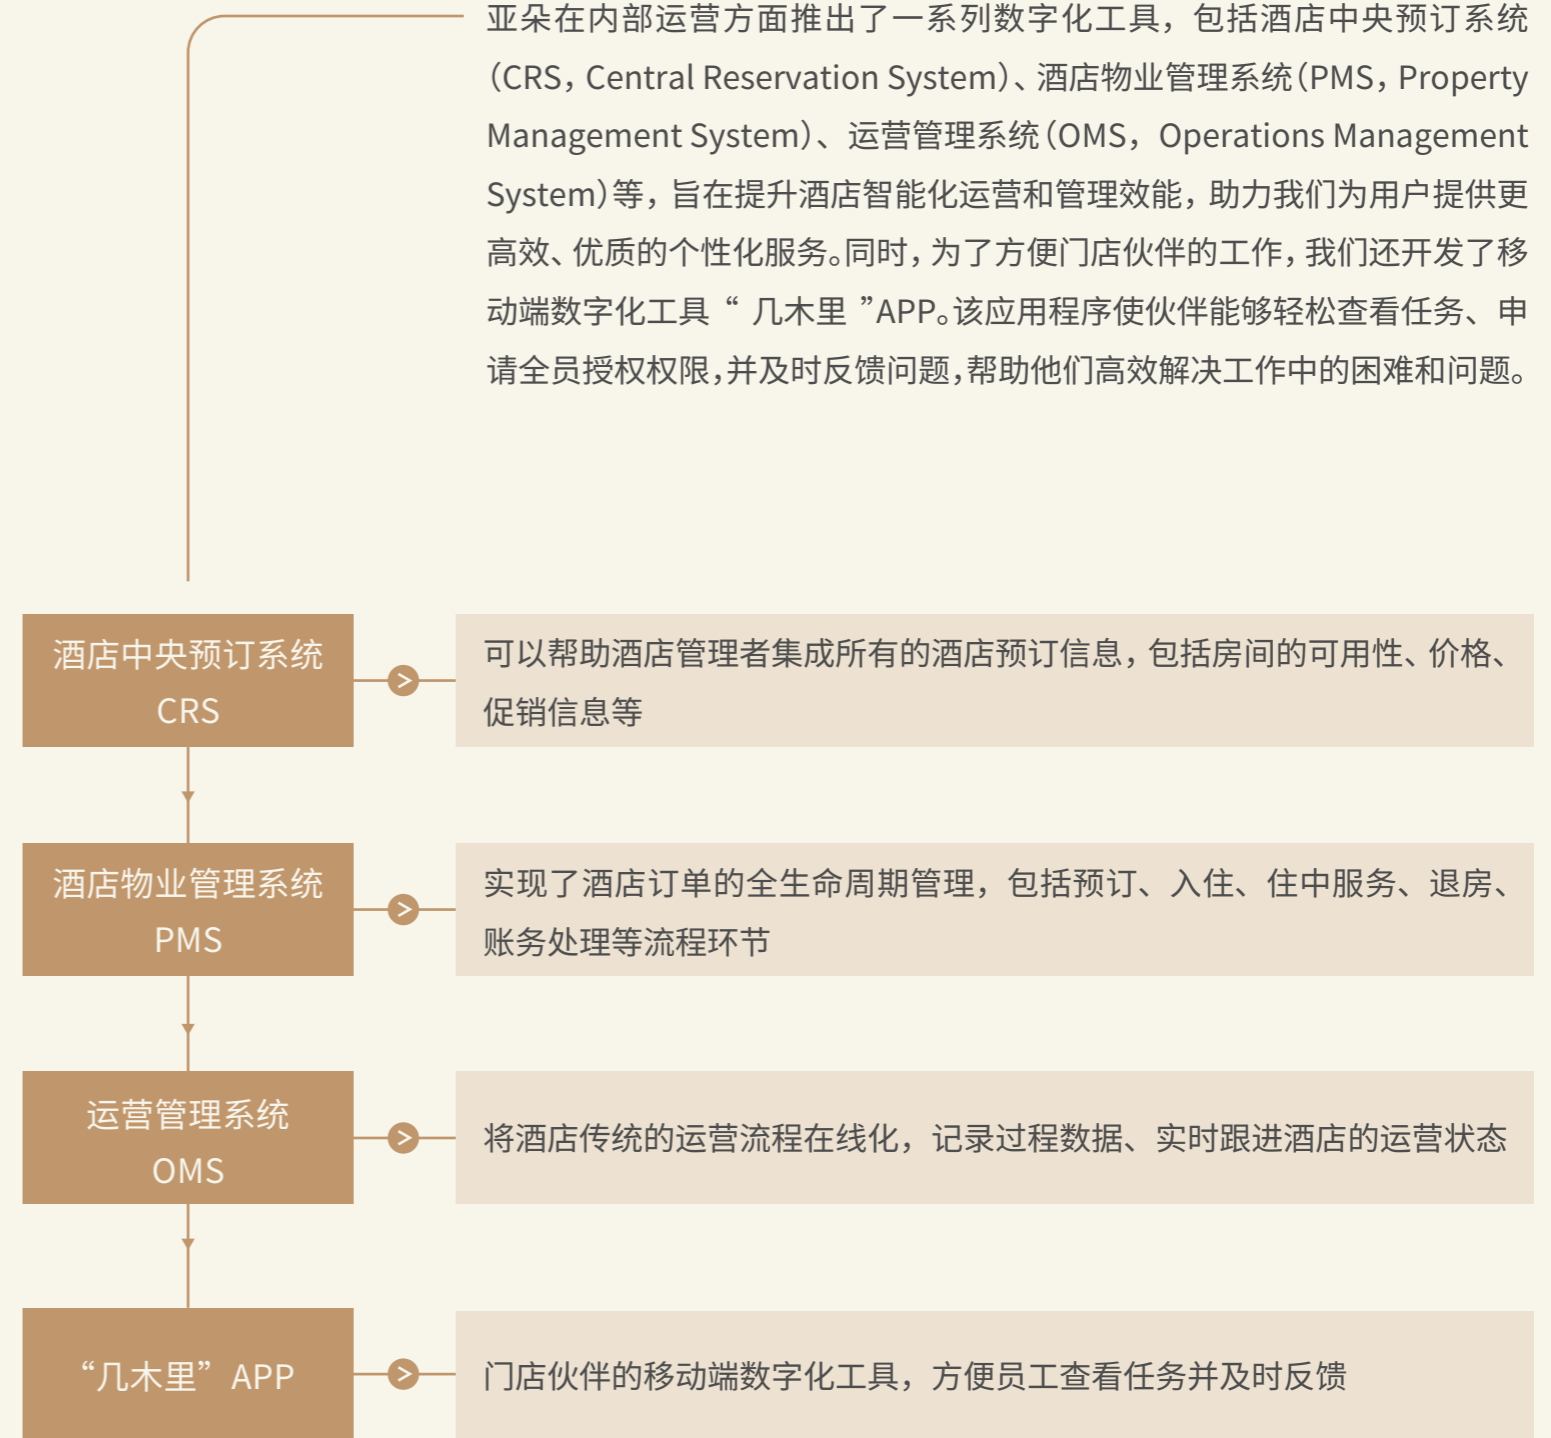 亚朵在内部运营方面推出了一系列数字化工具，包括酒店中央预订系统
（CRS，Central Reservation System）、酒店物业管理系统（PMS，Property
Management System）、运营管理系统（OMS，Operations Management
System）等，旨在提升酒店智能化运营和管理效能，助力我们为用户提供更
高效、优质的个性化服务。同时，为了方便门店伙伴的工作，我们还开发了移
动端数字化工具“几木里”APP。该应用程序使伙伴能够轻松查看任务、申
请全员授权权限，并及时反馈问题，帮助他们高效解决工作中的困难和问题。
酒店中央预订系统
CRS
可以帮助酒店管理者集成所有的酒店预订信息，包括房间的可用性、价格、
促销信息等
酒店物业管理系统
PMS
实现了酒店订单的全生命周期管理，包括预订、入住、住中服务、退房、
账务处理等流程环节
运营管理系统
OMS
将酒店传统的运营流程在线化，记录过程数据、实时跟进酒店的运营状态
“几木里”APP
门店伙伴的移动端数字化工具，方便员工查看任务并及时反馈